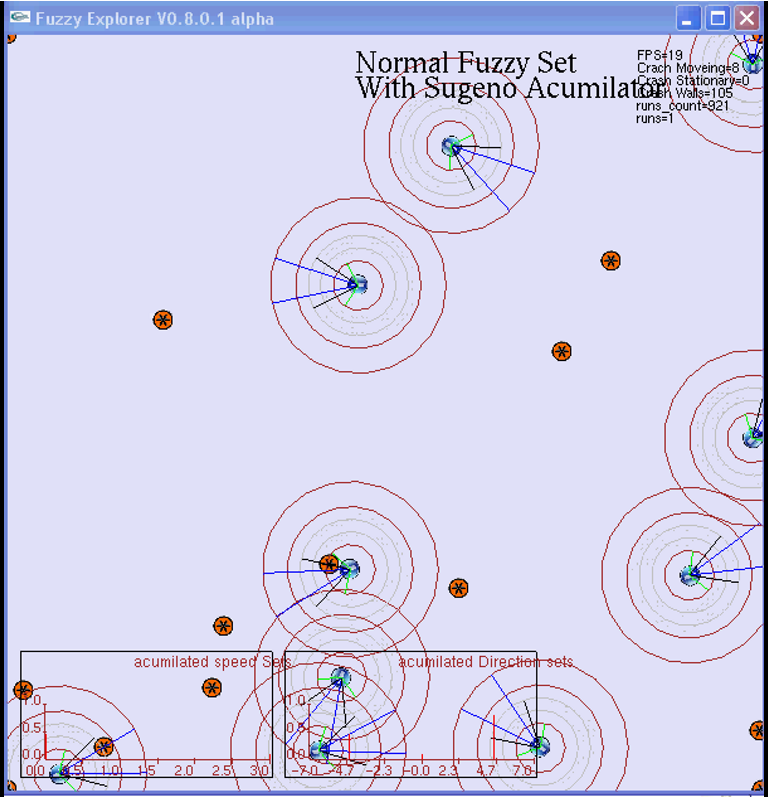 Fuzzy Explorer V0.8.0.1 alpha
Normal Fuzzy Set
With Sugeno Acumilator
FPS=19
Crach Moveing=8
Crash Stationary=0
Crash Walls=105
runs_count=921
runs=1
acumilated speed Sets
1.0
0.5
0.0
0.0 0.5 1.0 1.5 2.0 2.5 3.0
acumilated Direction sets
1.0
0.5
0.0
-7.0 -4.7 -2.3 -0.0 2.3 4.7 7.0